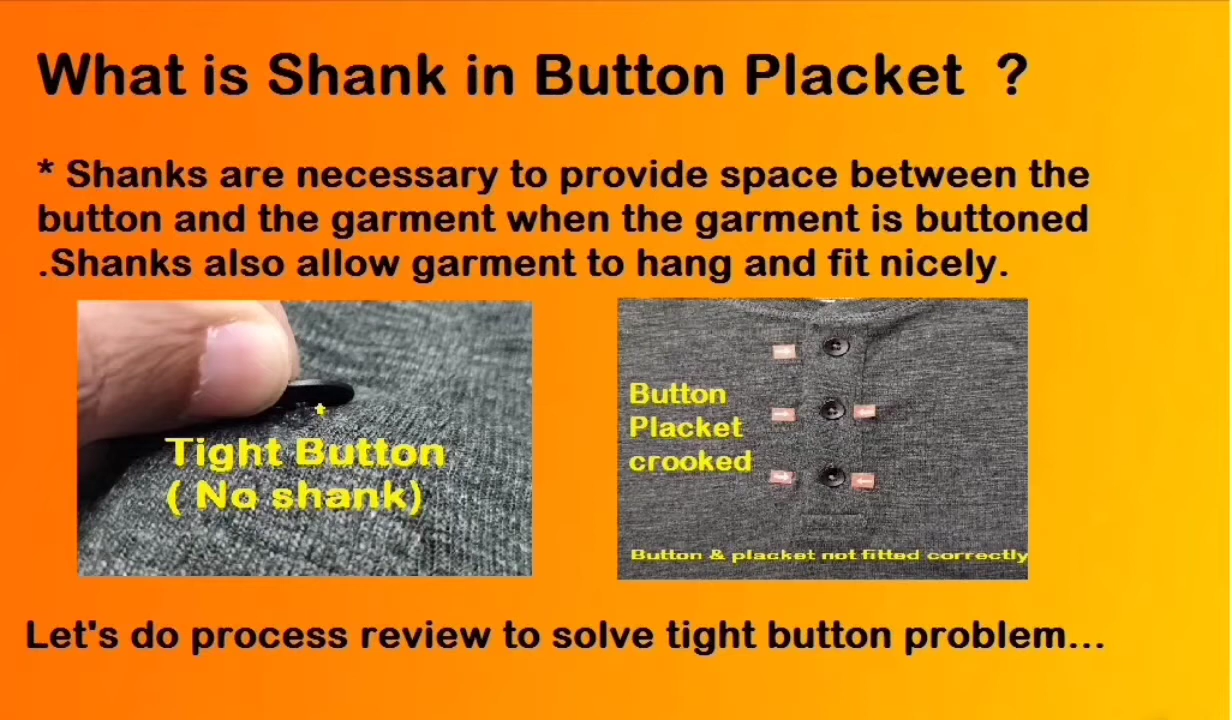 What is Shank in Button Placket ?
* Shanks are necessary to provide space between the
button and the garment when the garment is buttoned
.Shanks also allow garment to hang and fit nicely.
Tight Button
( No shank)
Button
Placket
crooked
Button & placket not fitted correctly
Let's do process review to solve tight button problem...